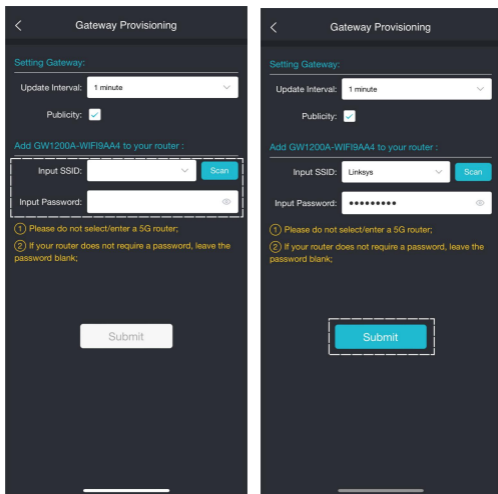 Gateway Provisioning
Setting Gateway:
Update Interval: 1 minute
Publicity:
Add GW1200A-WIFI9AA4 to your router :
Input SSID: Scan
Input Password:
① Please do not select/enter a 5G router;
② If your router does not require a password, leave the
password blank;
Submit
Gateway Provisioning
Setting Gateway:
Update Interval: 1 minute
Publicity:
Add GW1200A-WIFI9AA4 to your router :
Input SSID: Linksys Scan
Input Password: •••••••••
① Please do not select/enter a 5G router;
② If your router does not require a password, leave the
password blank;
Submit